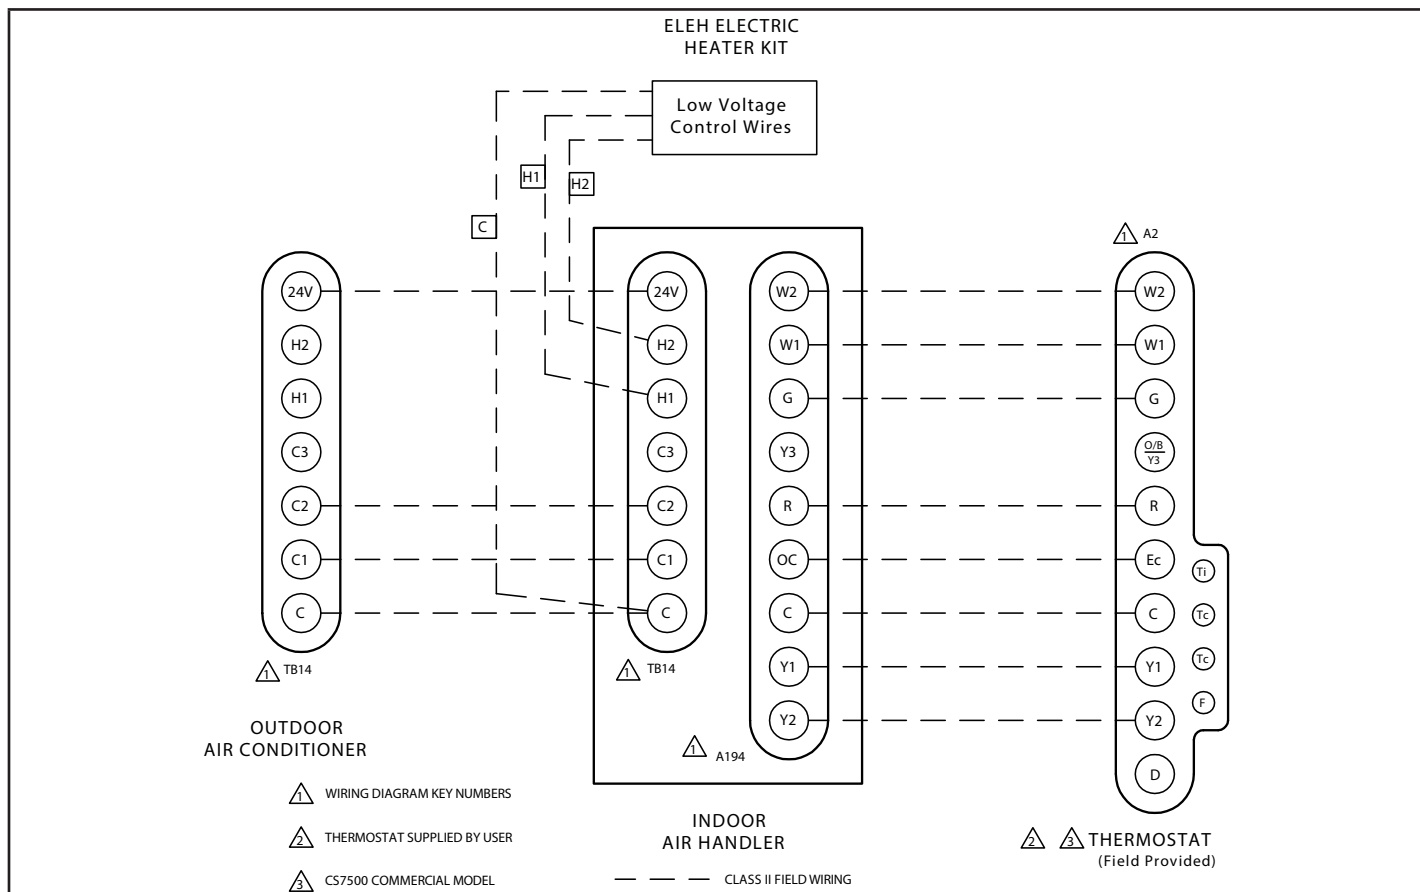 ELEH ELECTRIC
HEATER KIT
Low Voltage
Control Wires
H1
H2
C
24V
H2
H1
C3
C2
C1
C
1 TB14
OUTDOOR
AIR CONDITIONER
24V
H2
H1
C3
C2
C1
C
1 TB14
W2
W1
G
Y3
R
OC
C
Y1
Y2
1 A194
INDOOR
AIR HANDLER
1 A2
W2
W1
G
O/B
Y3
R
Ec
C
Y1
Y2
D
Ti
Tc
Tc
F
2 3 THERMOSTAT
(Field Provided)
1 WIRING DIAGRAM KEY NUMBERS
2 THERMOSTAT SUPPLIED BY USER
3 CS7500 COMMERCIAL MODEL
CLASS II FIELD WIRING